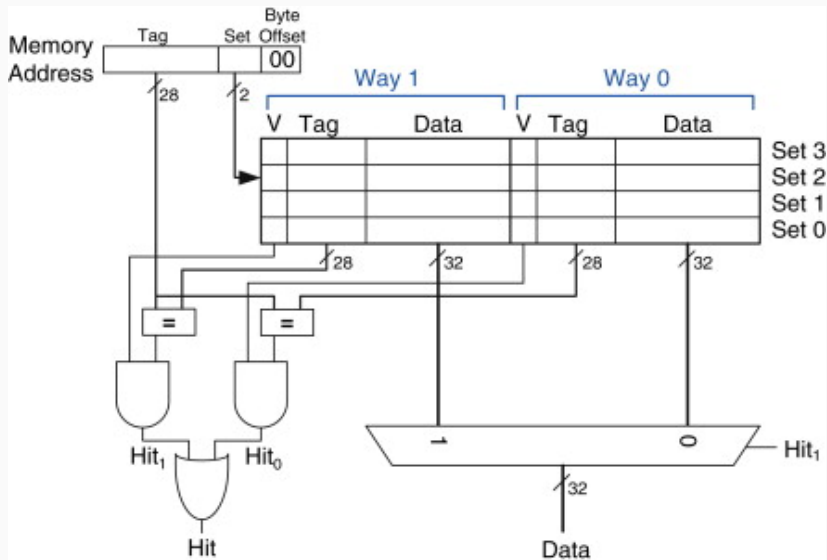 Byte
Tag Set Offset
Memory Address 00
28 2
Way 1 Way 0
V Tag Data V Tag Data
Set 3
Set 2
Set 1
Set 0
28 32 28 32
= =
1 0
Hit1 Hit0 Hit1
32
Hit Data